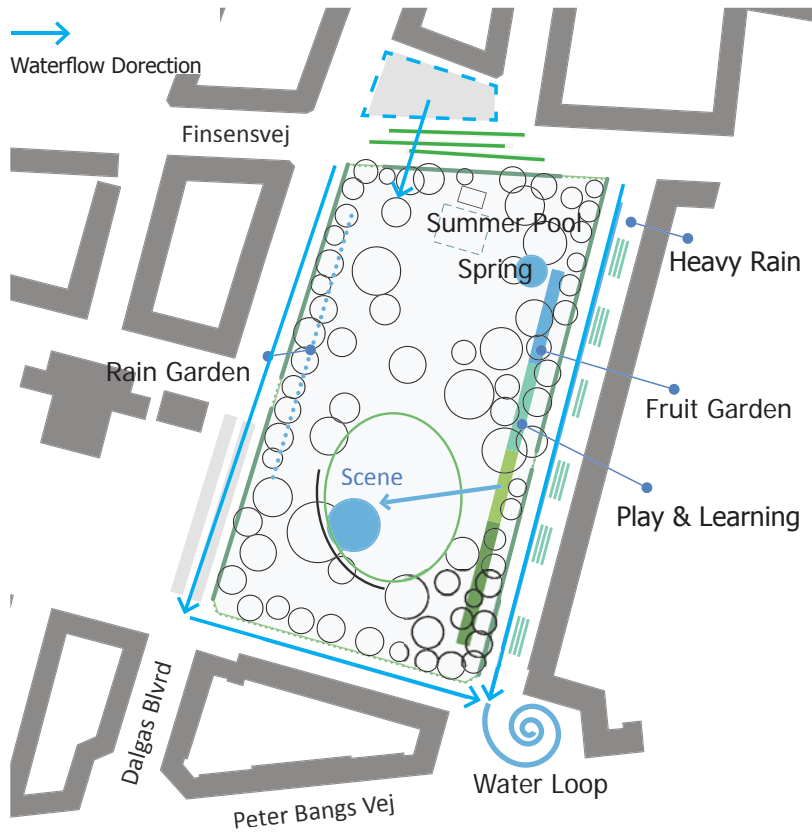 Waterflow Dorection
Finsensvej
Summer Pool
Spring
Heavy Rain
Rain Garden
Fruit Garden
Scene
Play & Learning
Dalgas Blvrd
Water Loop
Peter Bangs Vej